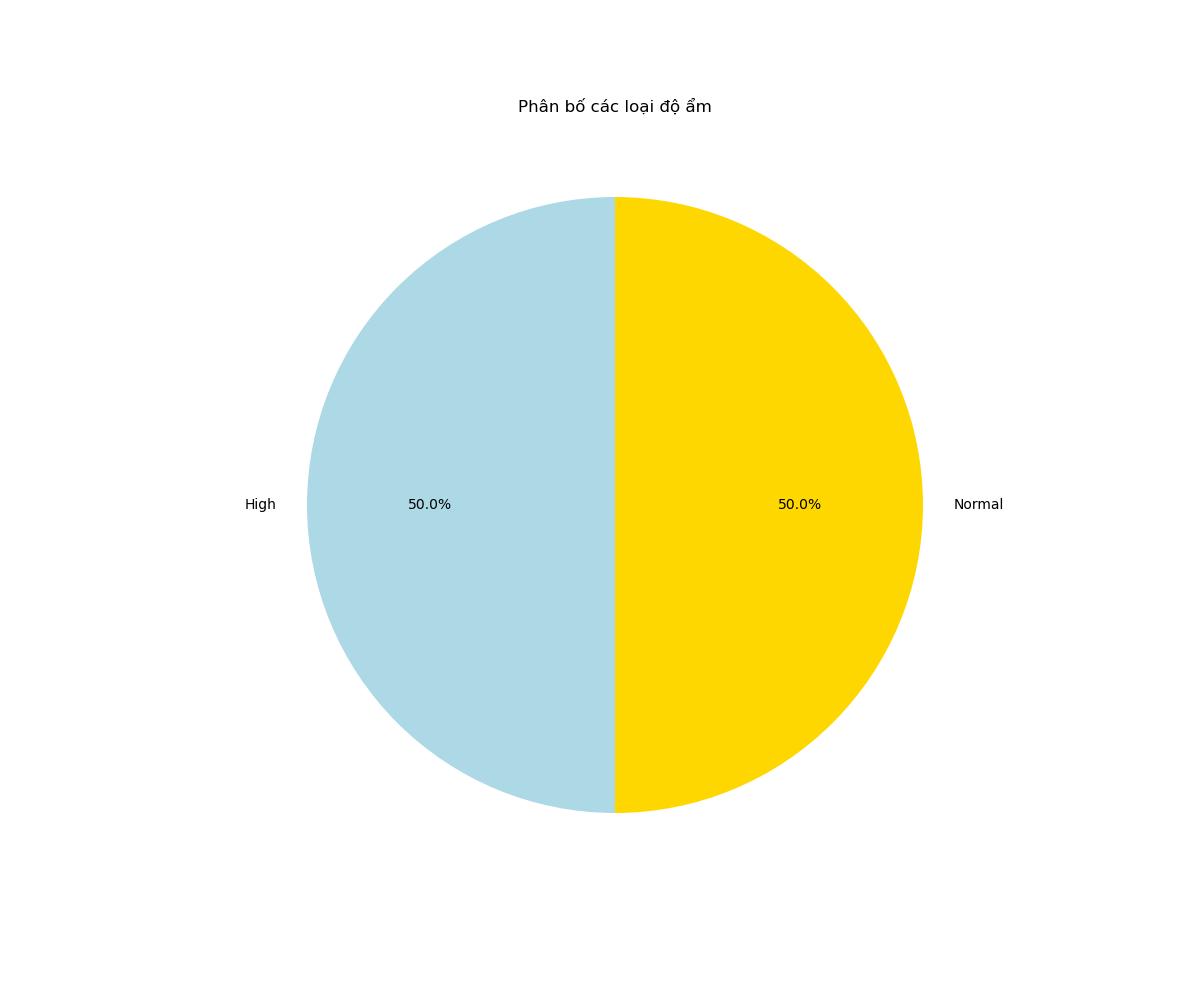 Phân bố các loại độ ẩm
High
50.0%
50.0%
Normal